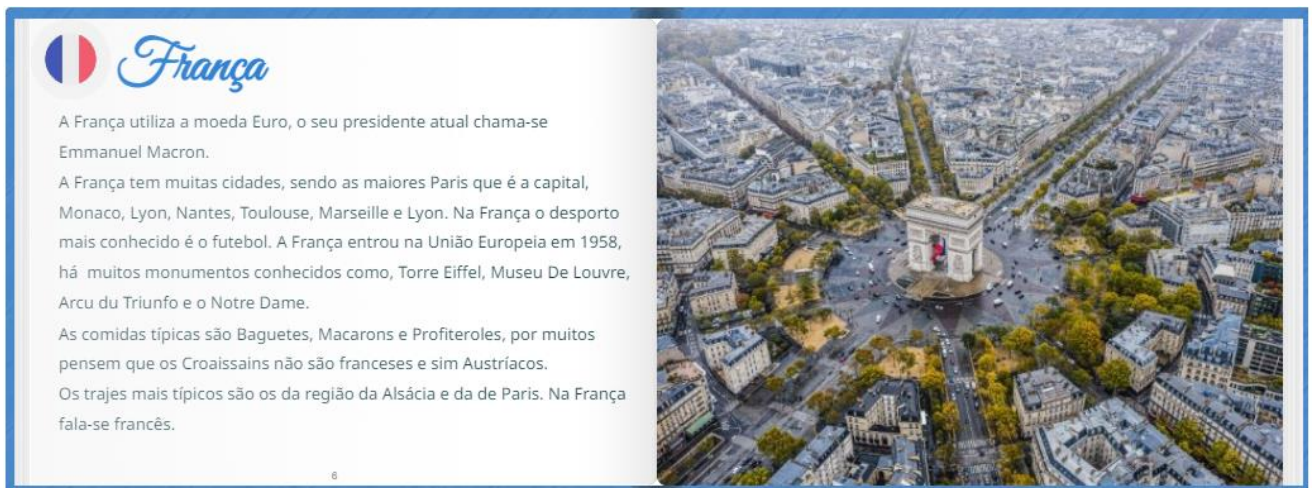 França
A França utiliza a moeda Euro, o seu presidente atual chama-se
Emmanuel Macron.
A França tem muitas cidades, sendo as maiores Paris que é a capital,
Monaco, Lyon, Nantes, Toulouse, Marseille e Lyon. Na França o desporto
mais conhecido é o futebol. A França entrou na União Europeia em 1958,
há  muitos monumentos conhecidos como, Torre Eiffel, Museu De Louvre,
Arcu du Triunfo e o Notre Dame.
As comidas típicas são Baguetes, Macarons e Profiteroles, por muitos
pensem que os Croaissains não são franceses e sim Austríacos.
Os trajes mais típicos são os da região da Alsácia e da de Paris. Na França
fala-se francês.
6